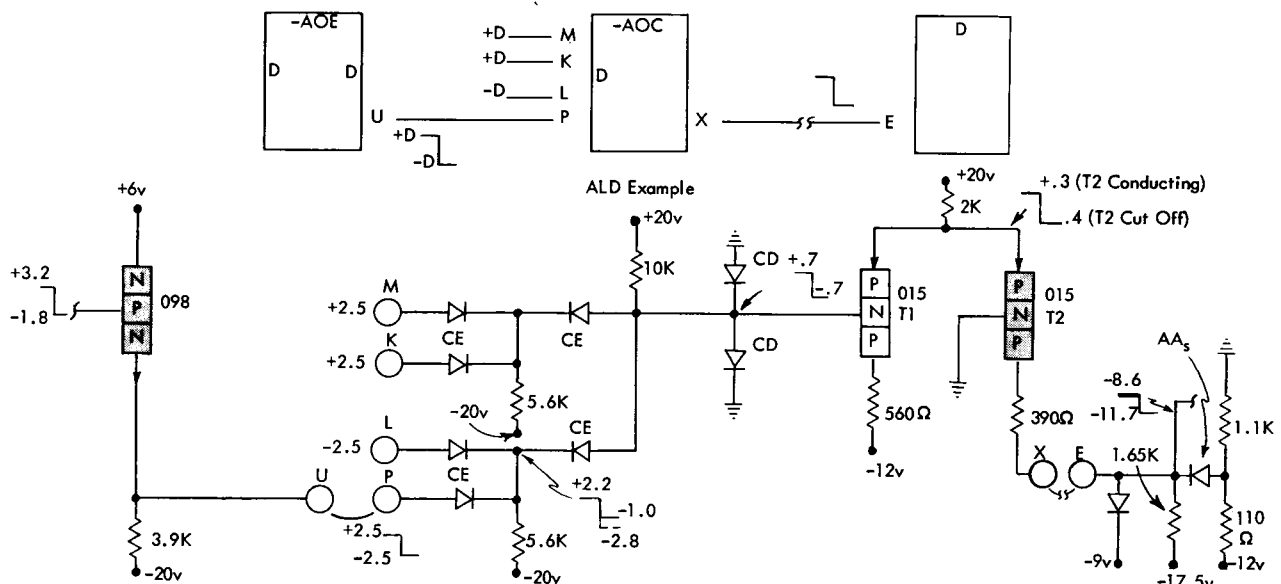 -AOE
D D
U
+D
-D
+D M
+D K
-D L
P
-AOC
D
X
E
D
ALD Example
+6v
+3.2
-1.8
N
P
N
098
3.9K
-20v
U
M
+2.5
CE
K
+2.5
CE
5.6K
-20v
L
-2.5
CE
P
+2.5
-2.5
5.6K
-20v
+2.2
-1.0
-2.8
+20v
10K
CD
CD
+.7
-.7
+20v
2K
+.3 (T2 Conducting)
.4 (T2 Cut Off)
P
N
P
015
T1
560Ω
-12v
P
N
P
015
T2
390Ω
X
E
-9v
-8.6
-11.7
1.65K
-17.5v
AAs
1.1K
110
Ω
-12v
CE
CE